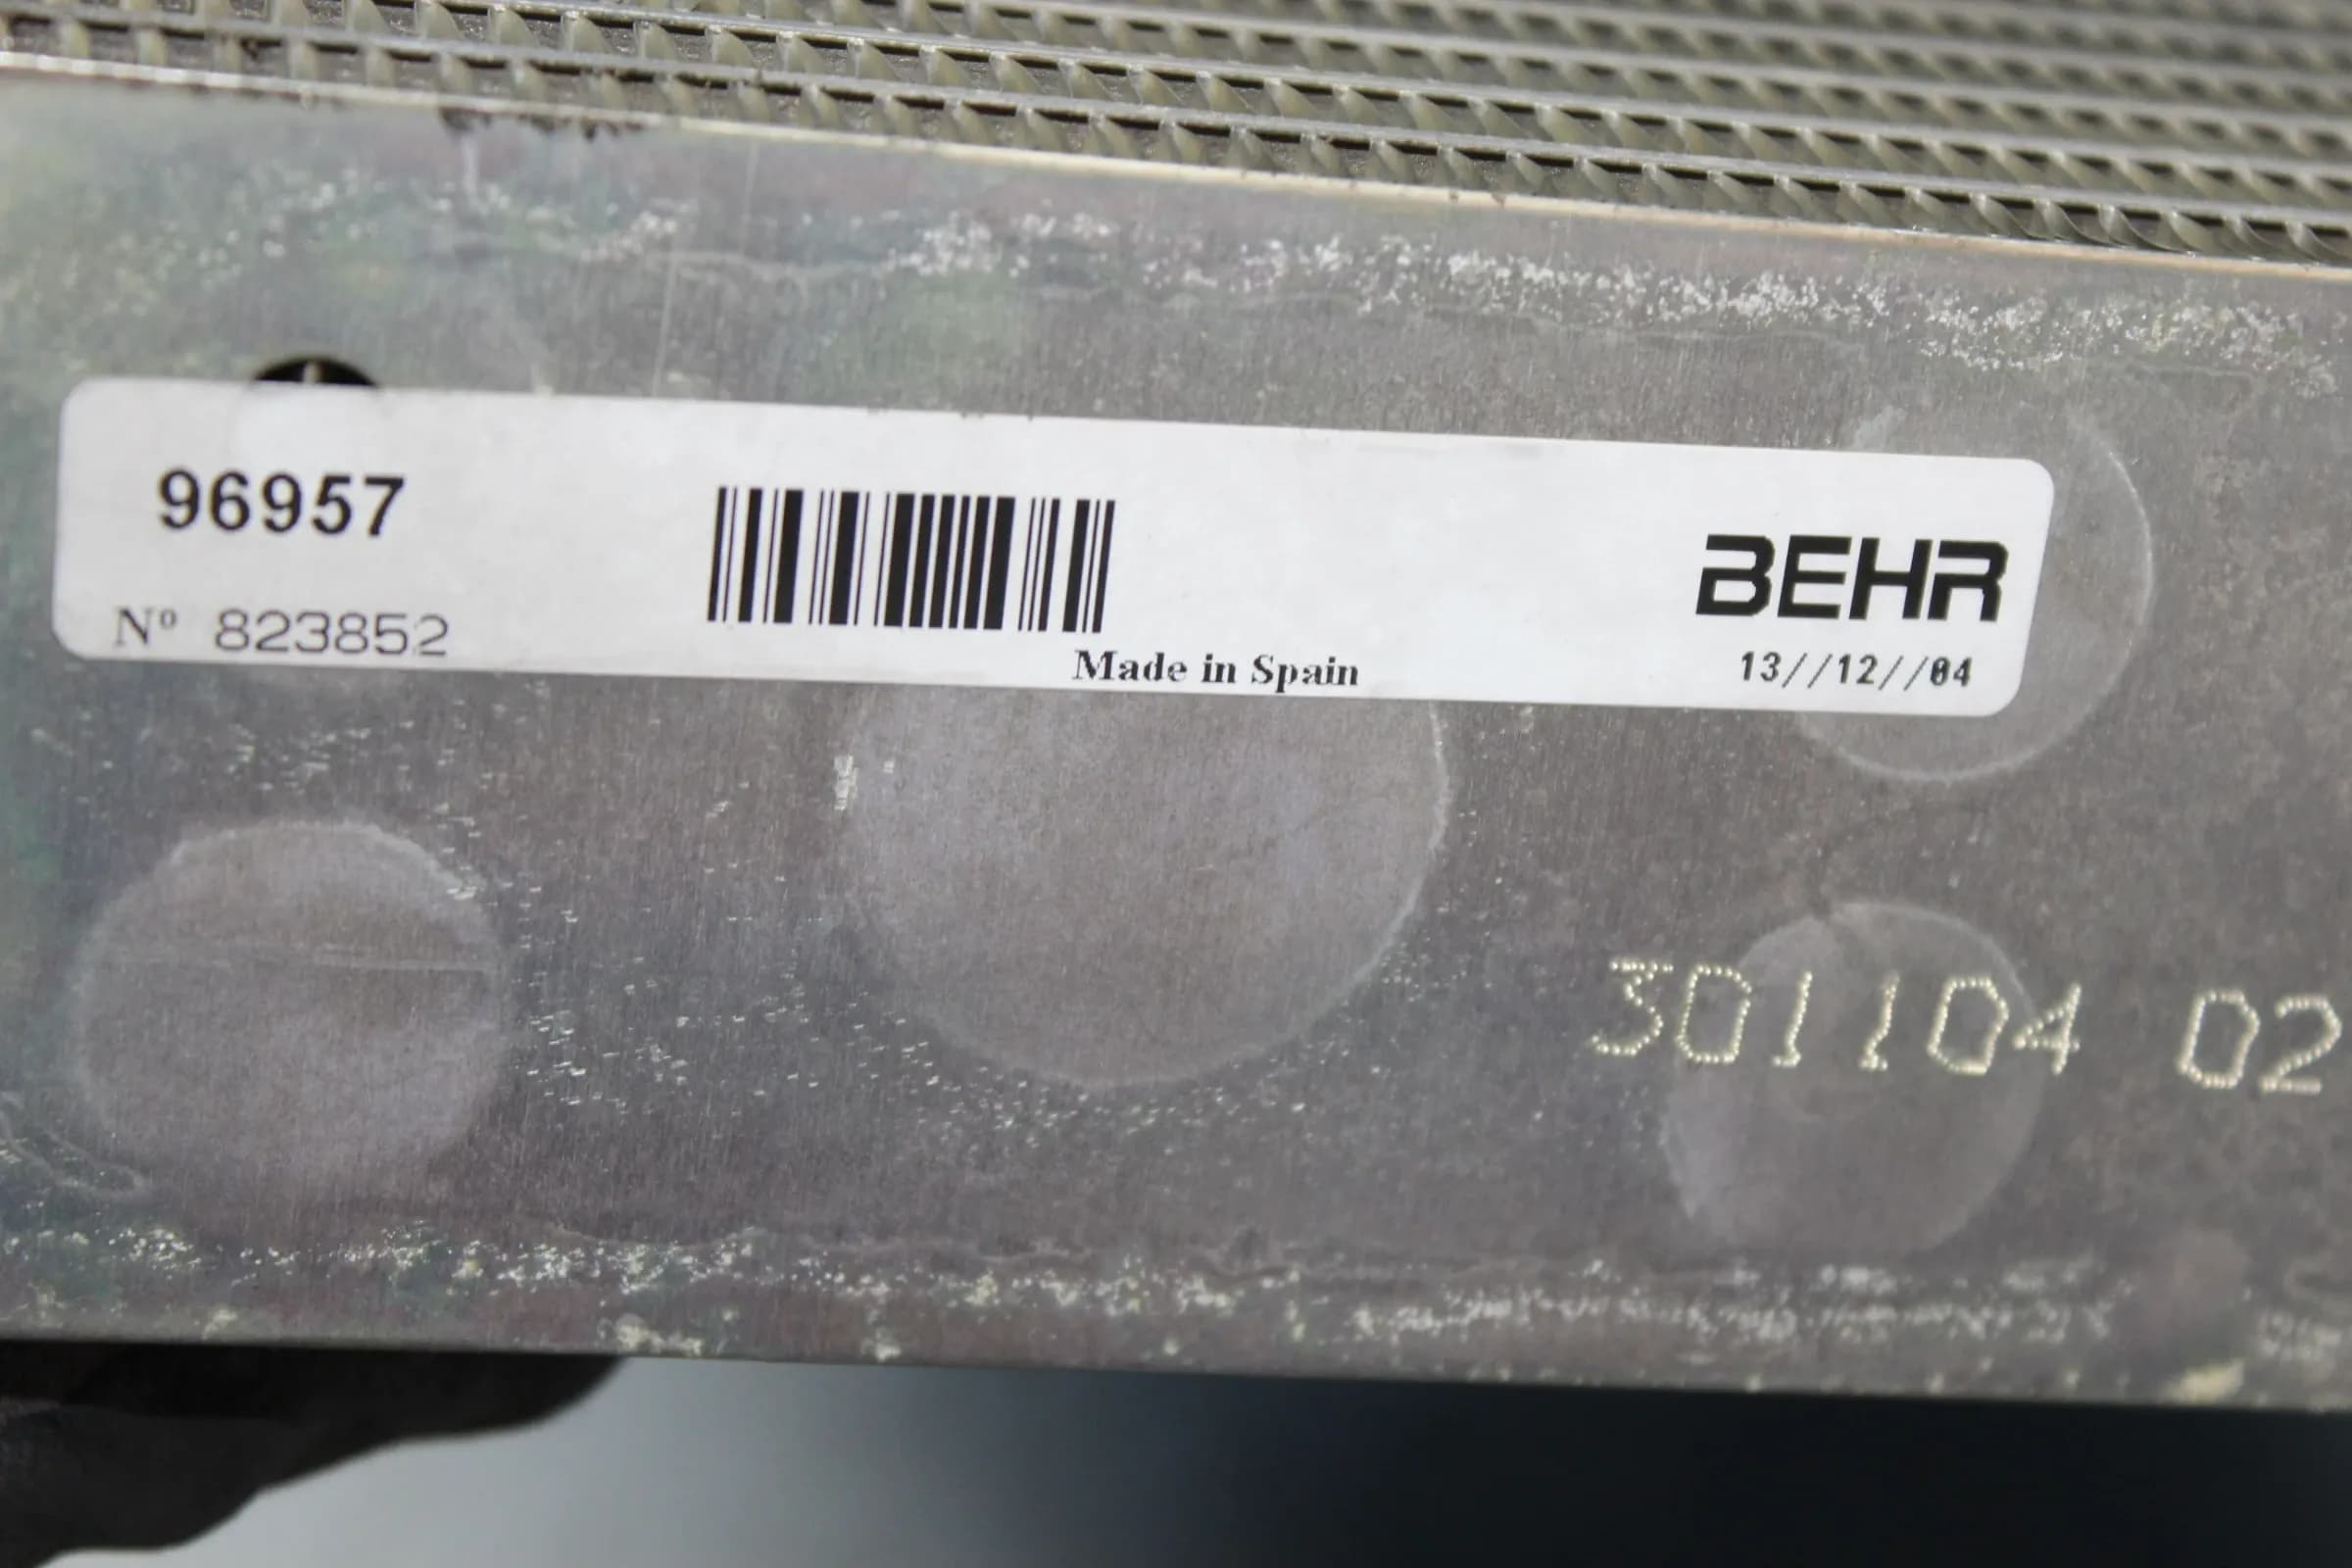 96957
Nº 823852
Made in Spain
BEHR
13//12//04
301104 02